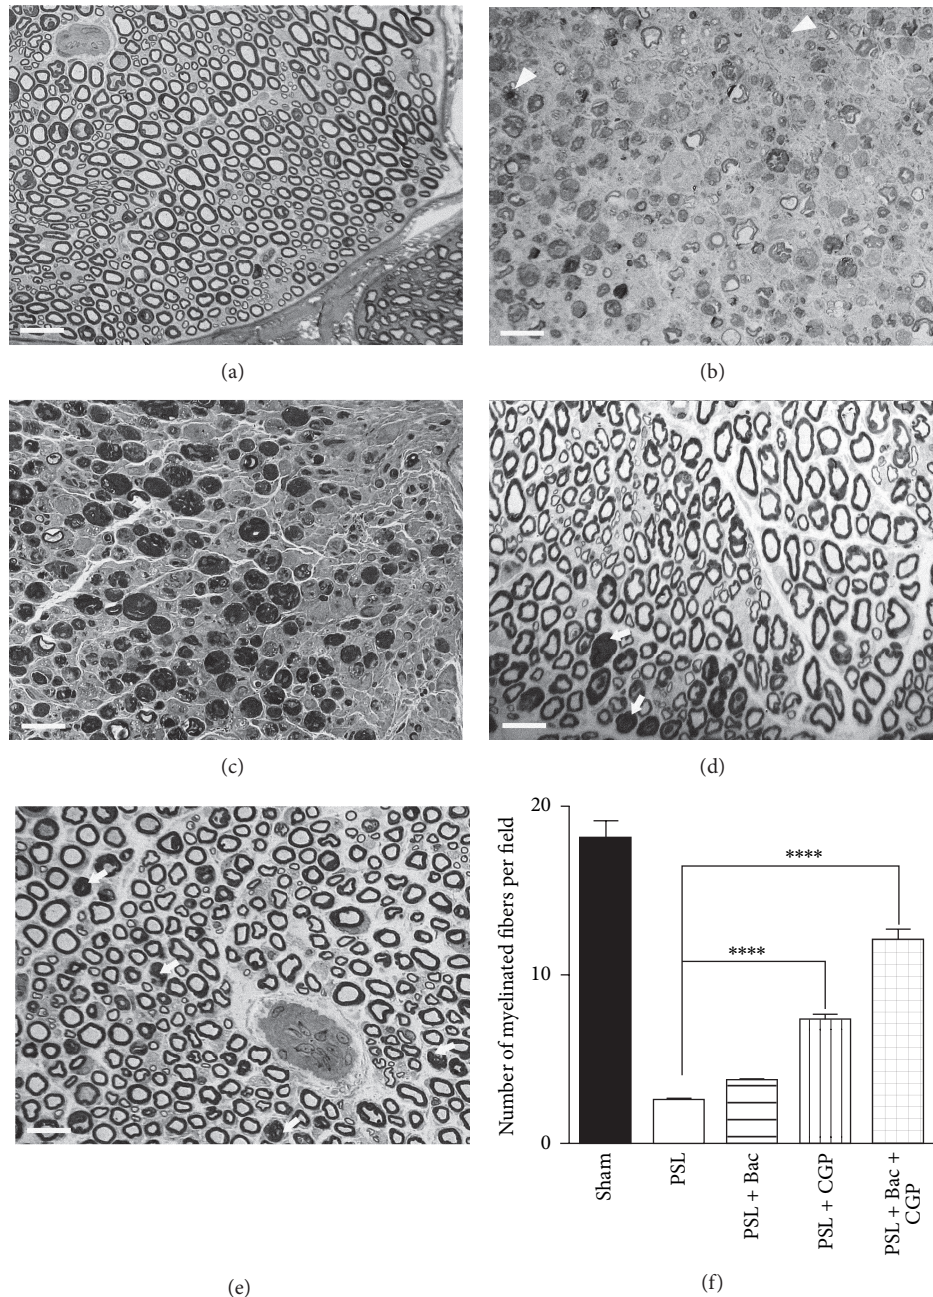 (a)
(b)
(c)
(d)
(e)
20
10
0
Number of myelinated fibers per field
****
****
Sham
PSL
PSL + Bac
PSL + CGP
PSL + Bac +
CGP
(f)